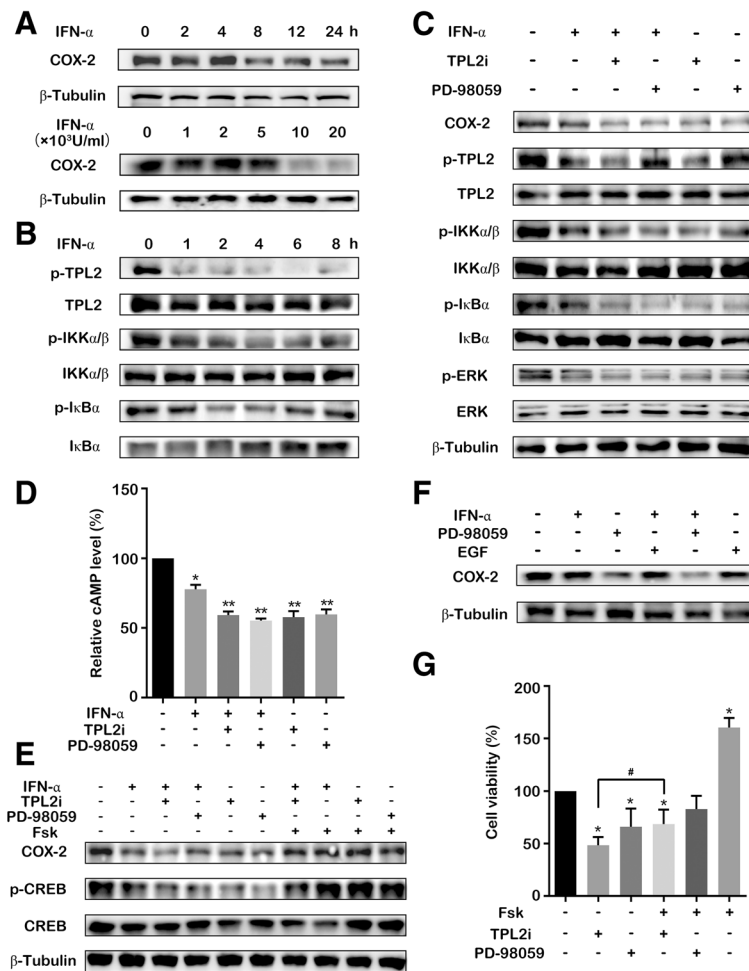 A
IFN-α 0 2 4 8 12 24 h
COX-2
β-Tubulin
IFN-α
(×10³U/ml) 0 1 2 5 10 20
COX-2
β-Tubulin
B
IFN-α 0 1 2 4 6 8 h
p-TPL2
TPL2
p-IKKα/β
IKKα/β
p-IκBα
IκBα
C
IFN-α - + + + - -
TPL2i - - + - + -
PD-98059 - - - + - +
COX-2
p-TPL2
TPL2
p-IKKα/β
IKKα/β
p-IκBα
IκBα
p-ERK
ERK
β-Tubulin
D
Relative cAMP level (%)
150
100
50
0
* ** ** ** **
IFN-α - + + + - -
TPL2i - - + - + -
PD-98059 - - - + - +
E
IFN-α - + + + - - + + - -
TPL2i - - + - + - + - + -
PD-98059 - - - + - + - + - +
Fsk - - - - - - + + + +
COX-2
p-CREB
CREB
β-Tubulin
F
IFN-α - + - + + -
PD-98059 - - + - + -
EGF - - - + - +
COX-2
β-Tubulin
G
Cell viability (%)
200
150
100
50
0
#
* * * *
Fsk - - - + + +
TPL2i - + - + - -
PD-98059 - - + - + -